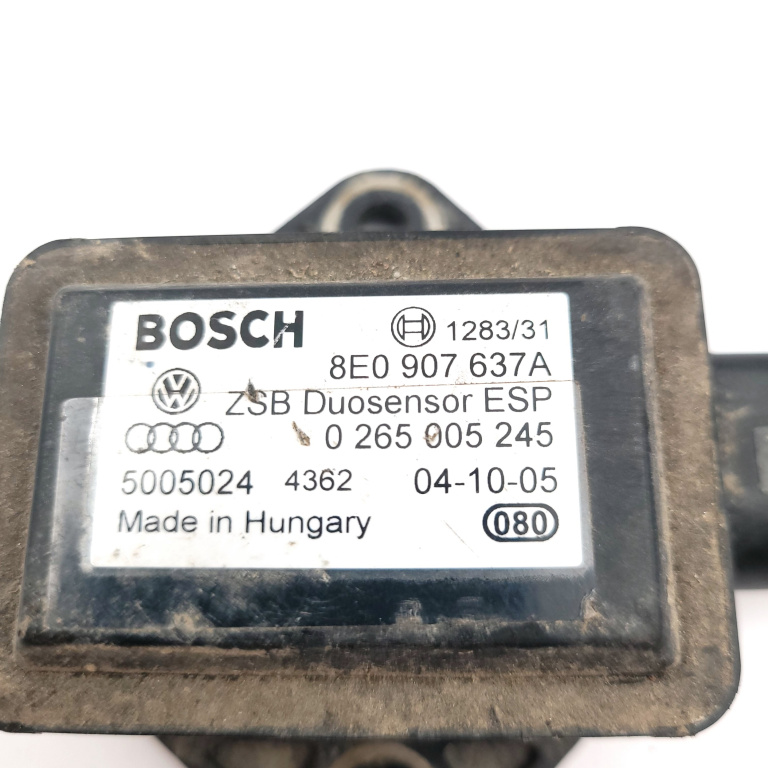 BOSCH 1283/31
8E0 907 637A
ZSB Duosensor ESP
0 265 005 245
5005024 4362 04-10-05
Made in Hungary 080